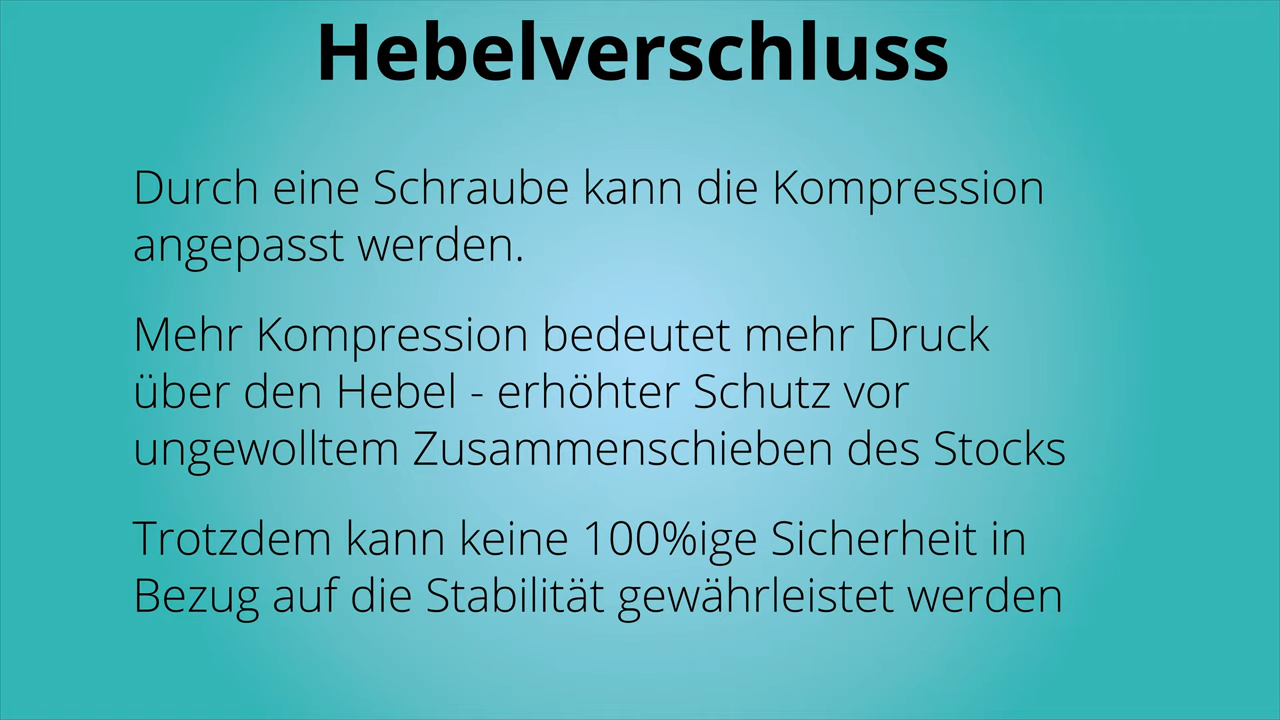 Hebelverschluss
Durch eine Schraube kann die Kompression
angepasst werden.
Mehr Kompression bedeutet mehr Druck
über den Hebel - erhöhter Schutz vor
ungewolltem Zusammenschieben des Stocks
Trotzdem kann keine 100%ige Sicherheit in
Bezug auf die Stabilität gewährleistet werden